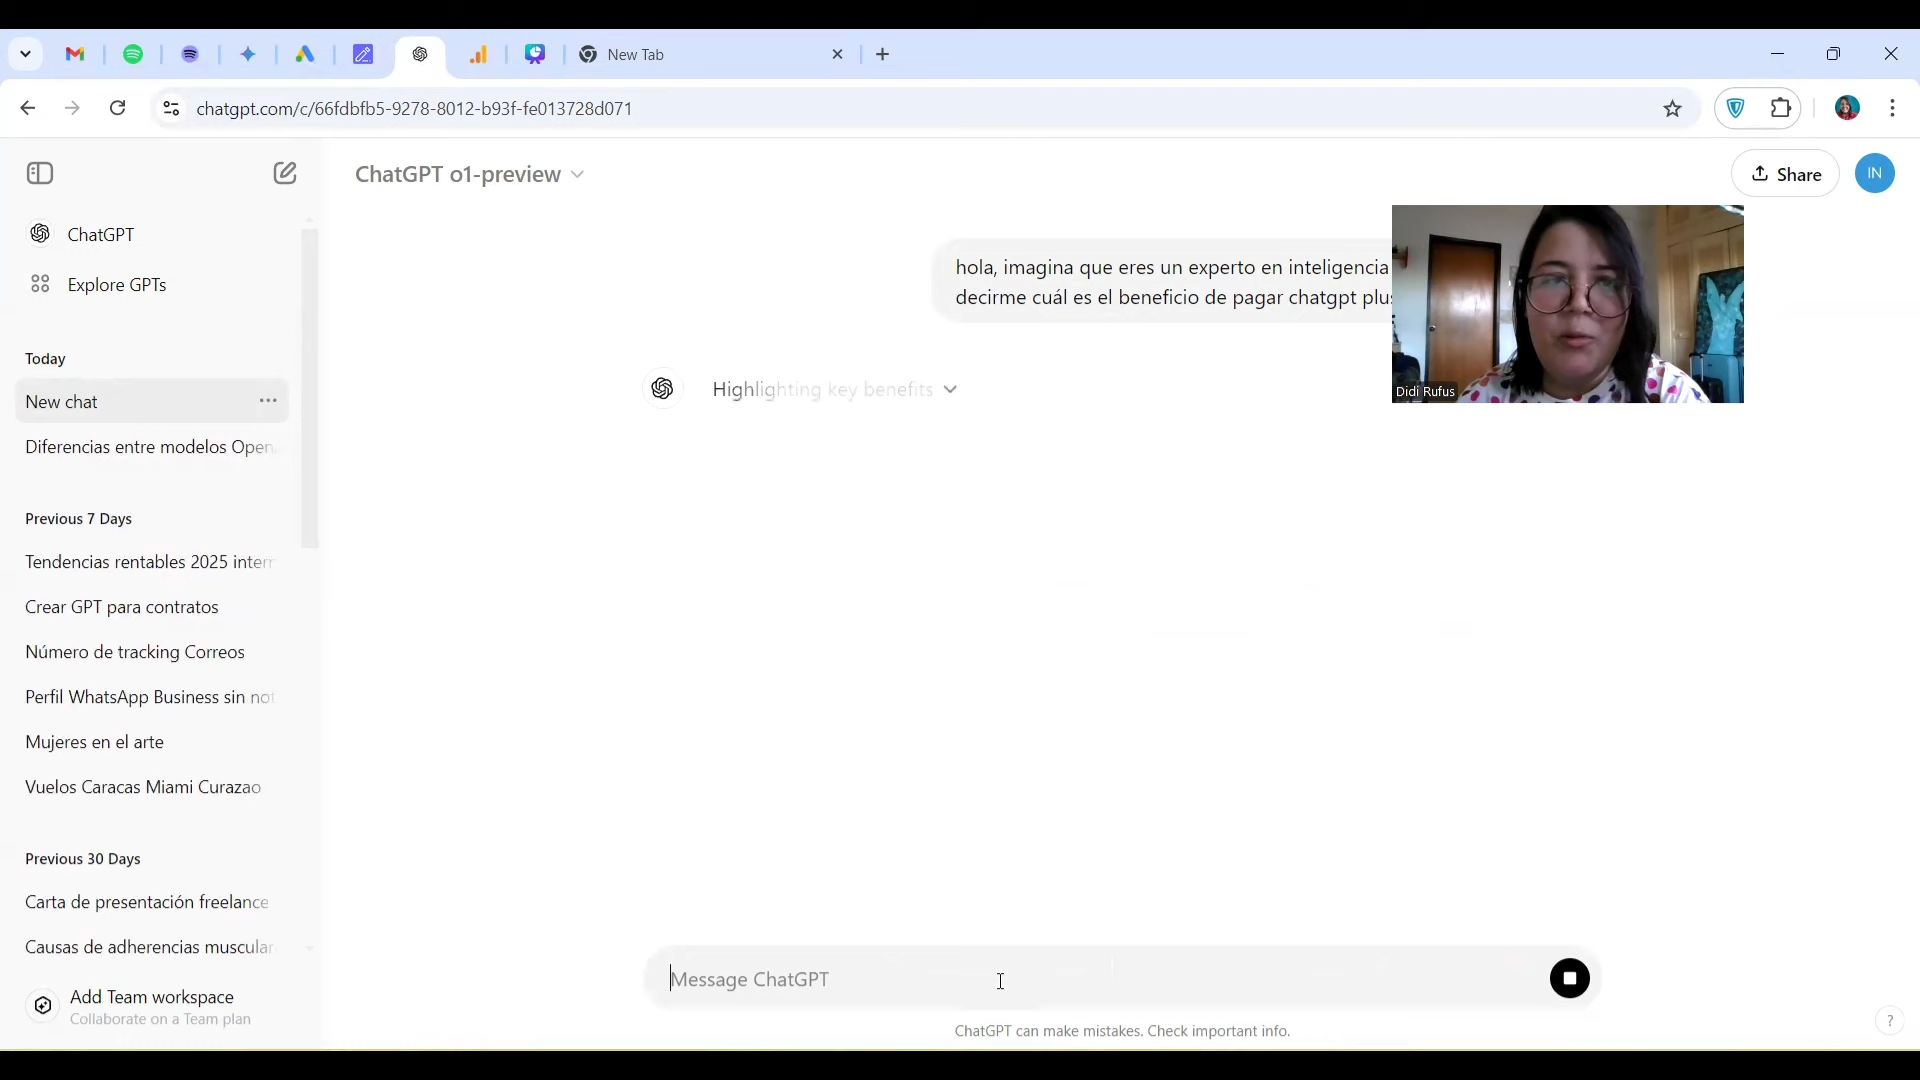 New Tab
chatgpt.com/c/66fdbfb5-9278-8012-b93f-fe013728d071
ChatGPT o1-preview
Share
IN
ChatGPT
Explore GPTs
Today
New chat
Diferencias entre modelos Open
Previous 7 Days
Tendencias rentables 2025 inter
Crear GPT para contratos
Número de tracking Correos
Perfil WhatsApp Business sin not
Mujeres en el arte
Vuelos Caracas Miami Curazao
Previous 30 Days
Carta de presentación freelance
Causas de adherencias muscular
Add Team workspace
Collaborate on a Team plan
hola, imagina que eres un experto en inteligencia
decirme cuál es el beneficio de pagar chatgpt plus
Didi Rufus
Highlighting key benefits
Message ChatGPT
ChatGPT can make mistakes. Check important info.
?